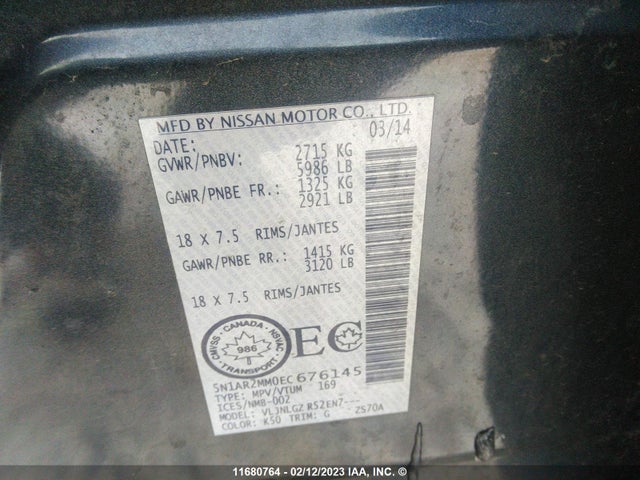 MFD BY NISSAN MOTOR CO., LTD.
DATE: 03/14
GVWR/PNBV: 2715 KG
5986 LB
GAWR/PNBE FR.: 1325 KG
2921 LB
18 X 7.5 RIMS/JANTES
GAWR/PNBE RR.: 1415 KG
3120 LB
18 X 7.5 RIMS/JANTES
CANADA
CMVSS 986 NSVAC
TRANSPORT
EC
5N1AR2MM0EC676145
TYPE: MPV/VTUM 169
ICES/NMB-002
MODEL: VLJNLGZ R52EN7---
COLOR: K50 TRIM: G ZS70A
11680764 - 02/12/2023 IAA, INC. ©